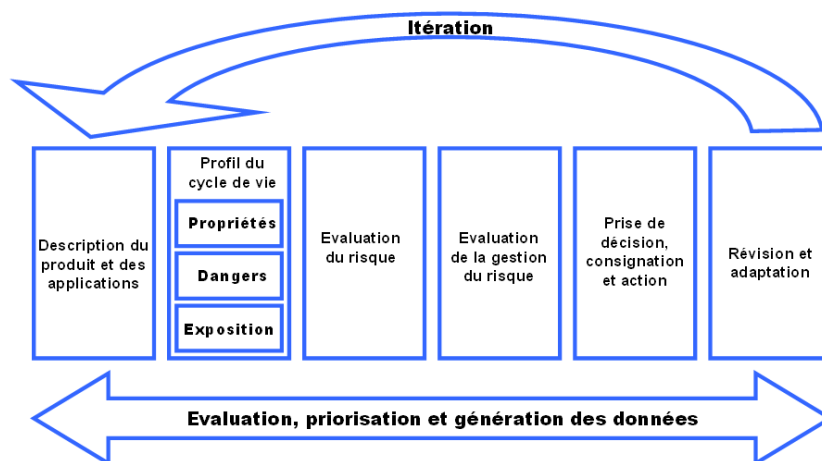 Itération
Description du
produit et des
applications
Profil du
cycle de vie
Propriétés
Dangers
Exposition
Evaluation
du risque
Evaluation
de la gestion
du risque
Prise de
décision,
consignation
et action
Révision et
adaptation
Evaluation, priorisation et génération des données